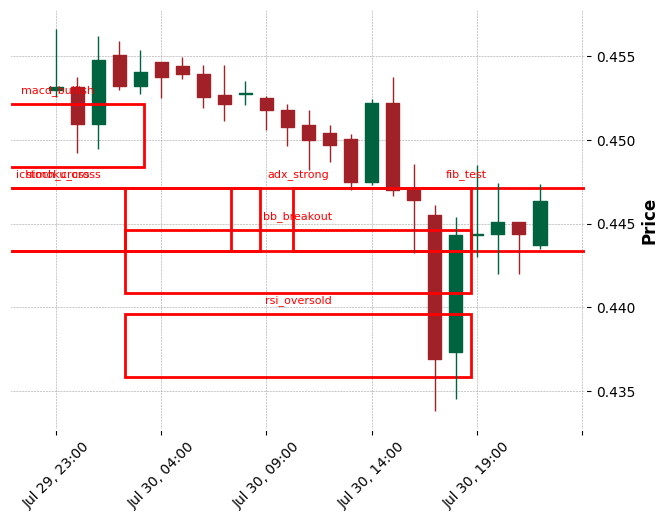 0.455
macd_bullish
0.450
adx_strong
fib_test
bb_breakout
0.445
Price
rsi_oversold
0.440
0.435
Jul 29, 23:00
Jul 30, 04:00
Jul 30, 09:00
Jul 30, 14:00
Jul 30, 19:00